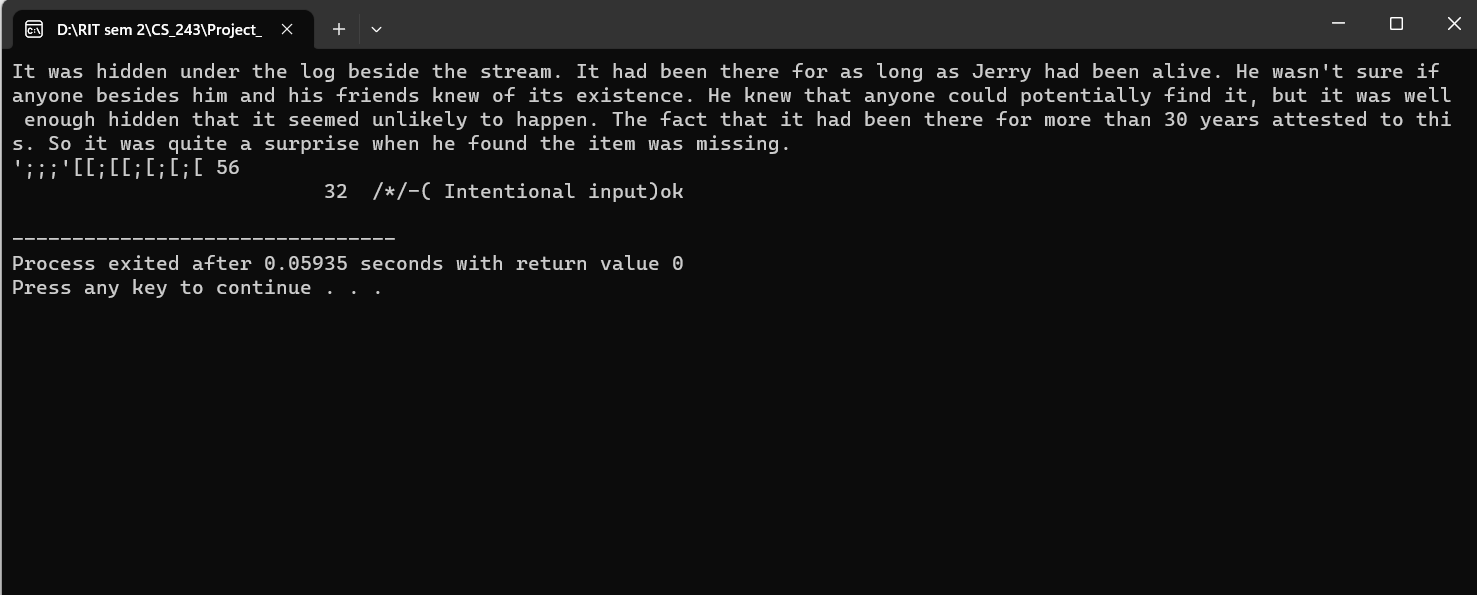 D:\RIT sem 2\CS_243\Project_
It was hidden under the log beside the stream. It had been there for as long as Jerry had been alive. He wasn't sure if
anyone besides him and his friends knew of its existence. He knew that anyone could potentially find it, but it was well
 enough hidden that it seemed unlikely to happen. The fact that it had been there for more than 30 years attested to thi
s. So it was quite a surprise when he found the item was missing.
';;;'[[;[[;[;[;[ 56
                          32  /*/-( Intentional input)ok
--------------------------------
Process exited after 0.05935 seconds with return value 0
Press any key to continue . . .